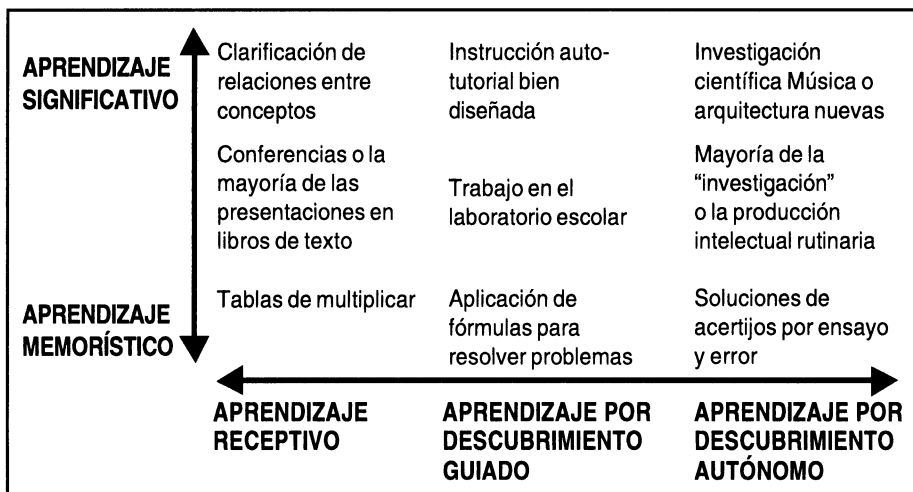 APRENDIZAJE
SIGNIFICATIVO
Clarificación de
relaciones entre
conceptos
Instrucción auto-
tutorial bien
diseñada
Investigación
científica Música o
arquitectura nuevas
Conferencias o la
mayoría de las
presentaciones en
libros de texto
Trabajo en el
laboratorio escolar
Mayoría de la
“investigación”
o la producción
intelectual rutinaria
APRENDIZAJE
MEMORÍSTICO
Tablas de multiplicar
Aplicación de
fórmulas para
resolver problemas
Soluciones de
acertijos por ensayo
y error
APRENDIZAJE
RECEPTIVO
APRENDIZAJE POR
DESCUBRIMIENTO
GUIADO
APRENDIZAJE POR
DESCUBRIMIENTO
AUTÓNOMO